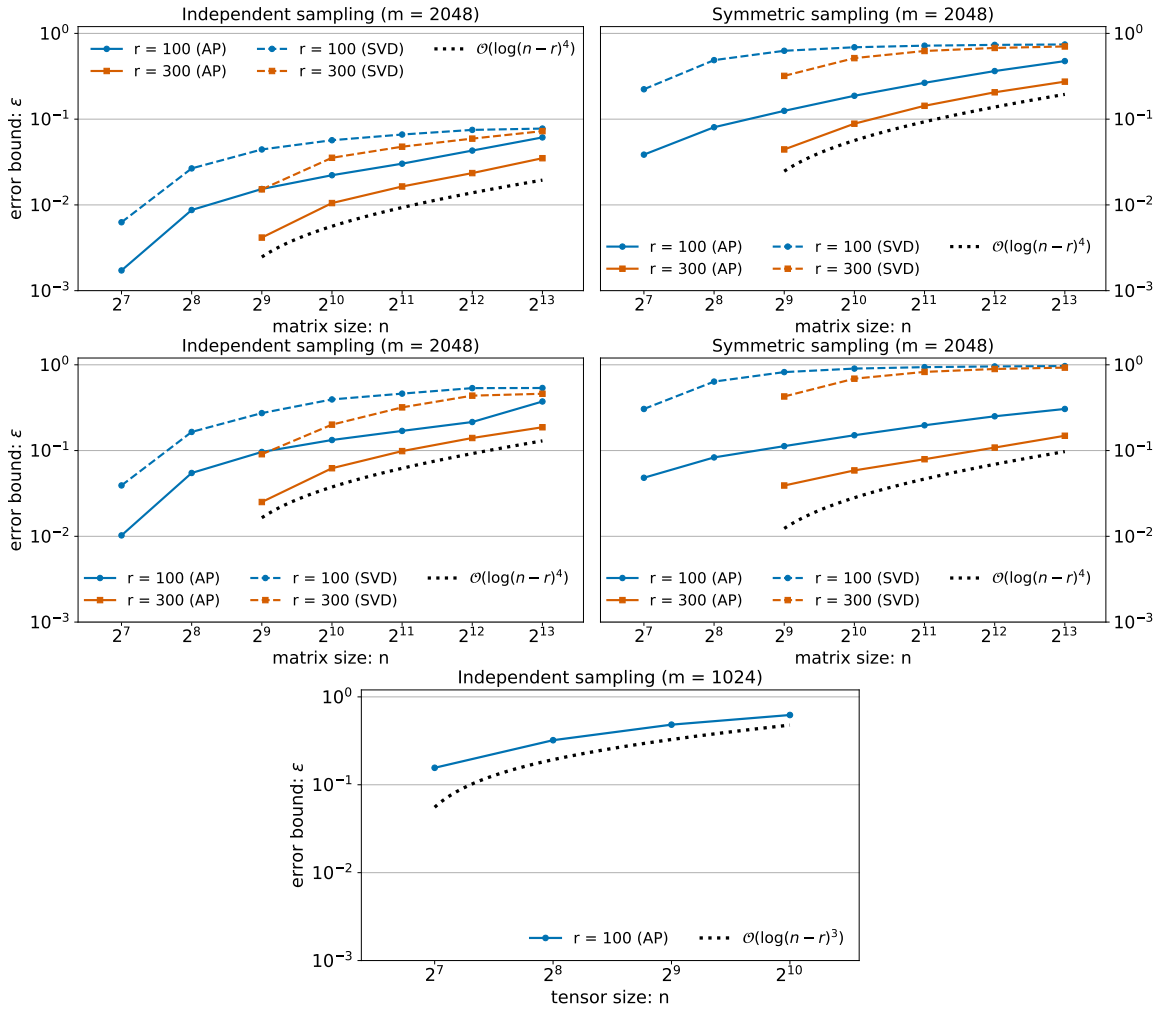 Independent sampling (m = 2048)
10⁰
10⁻¹
10⁻²
10⁻³
error bound: ε
r = 100 (AP)
r = 300 (AP)
r = 100 (SVD)
r = 300 (SVD)
𝒪(log(n − r)⁴)
2⁷ 2⁸ 2⁹ 2¹⁰ 2¹¹ 2¹² 2¹³
matrix size: n
Symmetric sampling (m = 2048)
r = 100 (AP)
r = 300 (AP)
r = 100 (SVD)
r = 300 (SVD)
𝒪(log(n − r)⁴)
10⁰
10⁻¹
10⁻²
10⁻³
2⁷ 2⁸ 2⁹ 2¹⁰ 2¹¹ 2¹² 2¹³
matrix size: n
Independent sampling (m = 2048)
10⁰
10⁻¹
10⁻²
10⁻³
error bound: ε
r = 100 (AP)
r = 300 (AP)
r = 100 (SVD)
r = 300 (SVD)
𝒪(log(n − r)⁴)
2⁷ 2⁸ 2⁹ 2¹⁰ 2¹¹ 2¹² 2¹³
matrix size: n
Symmetric sampling (m = 2048)
r = 100 (AP)
r = 300 (AP)
r = 100 (SVD)
r = 300 (SVD)
𝒪(log(n − r)⁴)
10⁰
10⁻¹
10⁻²
10⁻³
2⁷ 2⁸ 2⁹ 2¹⁰ 2¹¹ 2¹² 2¹³
matrix size: n
Independent sampling (m = 1024)
10⁰
10⁻¹
10⁻²
10⁻³
error bound: ε
r = 100 (AP)
𝒪(log(n − r)³)
2⁷ 2⁸ 2⁹ 2¹⁰
tensor size: n